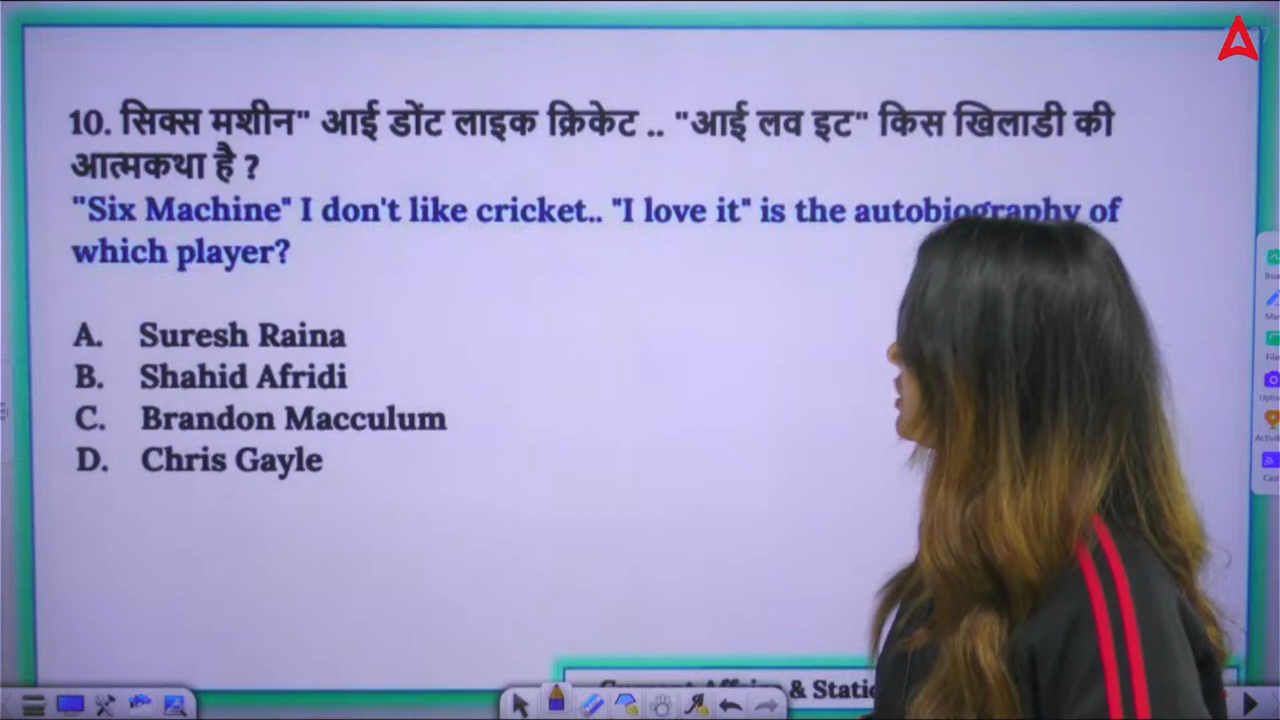 10. सिक्स मशीन" आई डोंट लाइक क्रिकेट .. "आई लव इट" किस खिलाडी की
आत्मकथा है ?
"Six Machine" I don't like cricket.. "I love it" is the autobiography of
which player?
A. Suresh Raina
B. Shahid Afridi
C. Brandon Macculum
D. Chris Gayle
& Static